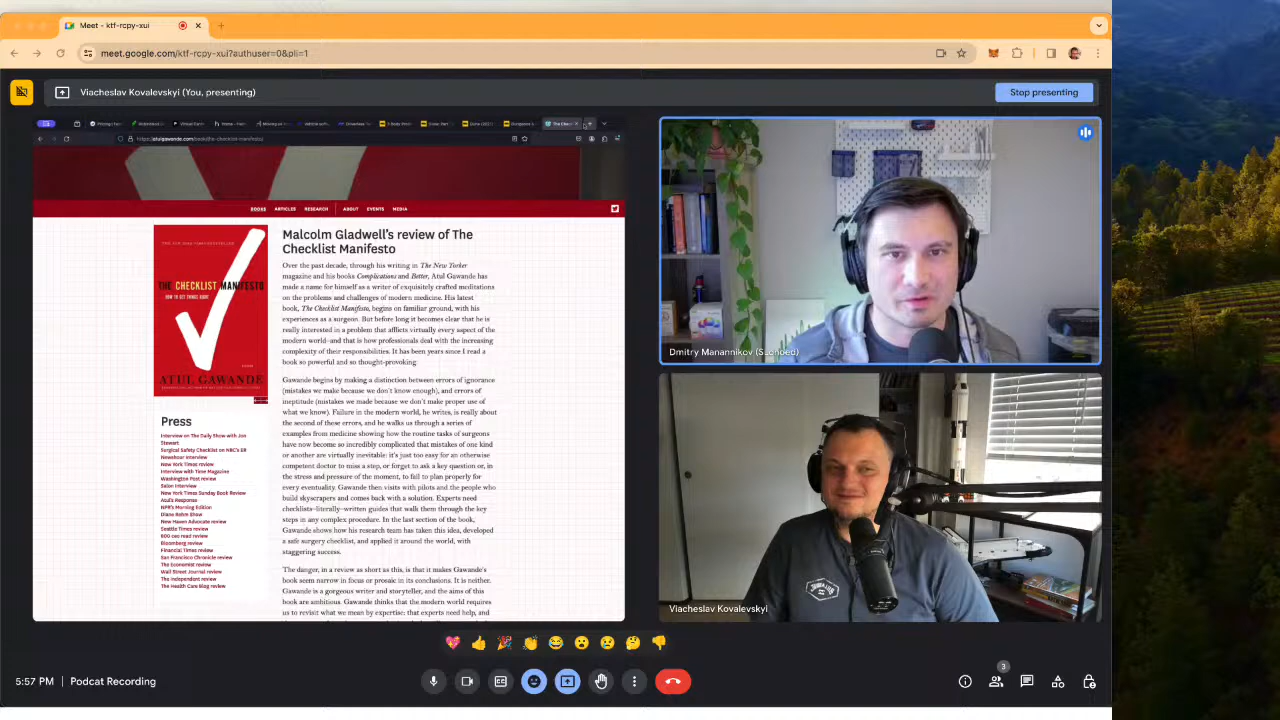 Meet - ktf-rcpy-xui
meet.google.com/ktf-rcpy-xui?authuser=0&pli=1
Viacheslav Kovalevskyi (You, presenting)
Stop presenting
BOOKS ARTICLES RESEARCH ABOUT EVENTS MEDIA
THE CHECKLIST MANIFESTO
HOW TO GET THINGS RIGHT
ATUL GAWANDE
Press
Interview on The Daily Show with Jon
Stewart
Surgical Safety Checklist on NBC's ER
Newshour Interview
New York Times review
Interview with Time Magazine
Washington Post review
Salon Interview
New York Times Sunday Book Review
Atul's Response
NPR's Morning Edition
Diane Rehm Show
New Haven Advocate review
Seattle Times review
800 ceo read review
Bloomberg review
Financial Times review
San Francisco Chronicle review
The Economist review
Wall Street Journal review
The Independent review
The Health Care Blog review
Malcolm Gladwell's review of The
Checklist Manifesto
Over the past decade, through his writing in The New Yorker
magazine and his books Complications and Better, Atul Gawande has
made a name for himself as a writer of exquisitely crafted meditations
on the problems and challenges of modern medicine. His latest
book, The Checklist Manifesto, begins on familiar ground, with his
experiences as a surgeon. But before long it becomes clear that he is
really interested in a problem that afflicts virtually every aspect of the
modern world–and that is how professionals deal with the increasing
complexity of their responsibilities. It has been years since I read a
book so powerful and so thought-provoking.
Gawande begins by making a distinction between errors of ignorance
(mistakes we make because we don't know enough), and errors of
ineptitude (mistakes we made because we don't make proper use of
what we know). Failure in the modern world, he writes, is really about
the second of these errors, and he walks us through a series of
examples from medicine showing how the routine tasks of surgeons
have now become so incredibly complicated that mistakes of one kind
or another are virtually inevitable: it's just too easy for an otherwise
competent doctor to miss a step, or forget to ask a key question or, in
the stress and pressure of the moment, to fail to plan properly for
every eventuality. Gawande then visits with pilots and the people who
build skyscrapers and comes back with a solution. Experts need
checklists–literally–written guides that walk them through the key
steps in any complex procedure. In the last section of the book,
Gawande shows how his research team has taken this idea, developed
a safe surgery checklist, and applied it around the world, with
staggering success.
The danger, in a review as short as this, is that it makes Gawande's
book seem narrow in focus or prosaic in its conclusions. It is neither.
Gawande is a gorgeous writer and storyteller, and the aims of this
book are ambitious. Gawande thinks that the modern world requires
us to revisit what we mean by expertise: that experts need help, and
Dmitry Manannikov
Viacheslav Kovalevskyi
5:57 PM | Podcat Recording
3